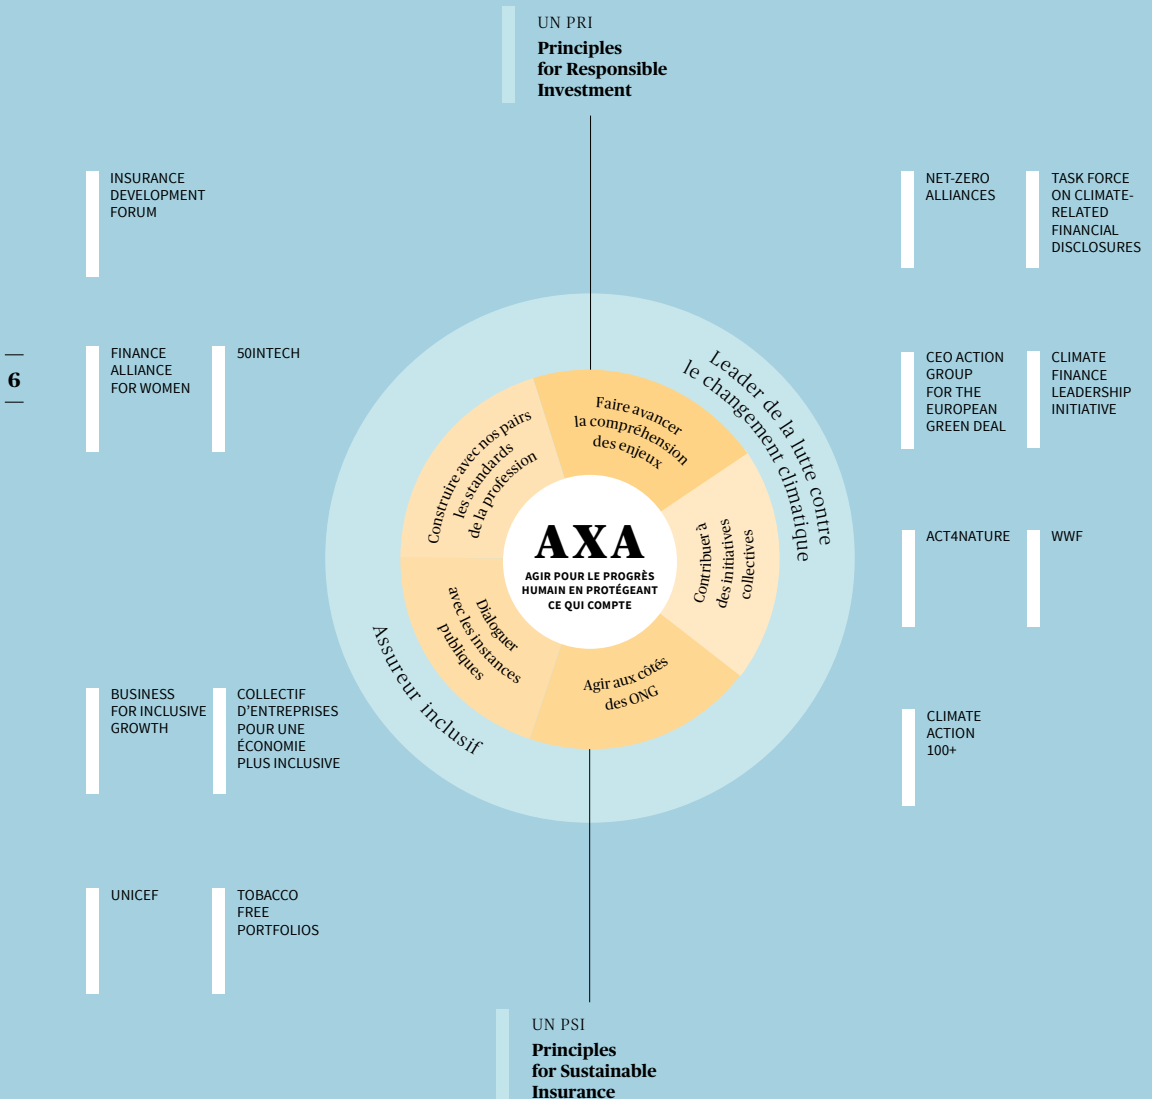 UN PRI
Principles
for Responsible
Investment
INSURANCE
DEVELOPMENT
FORUM
NET-ZERO
ALLIANCES
TASK FORCE
ON CLIMATE-
RELATED
FINANCIAL
DISCLOSURES
6
FINANCE
ALLIANCE
FOR WOMEN
50INTECH
CEO ACTION
GROUP
FOR THE
EUROPEAN
GREEN DEAL
CLIMATE
FINANCE
LEADERSHIP
INITIATIVE
Leader de la lutte contre
le changement climatique
Construire avec nos pairs
les standards
de la profession
Faire avancer
la compréhension
des enjeux
Contribuer à
des initiatives
collectives
AXA
AGIR POUR LE PROGRÈS
HUMAIN EN PROTÉGEANT
CE QUI COMPTE
Dialoguer
avec les instances
publiques
Agir aux côtés
des ONG
Assureur inclusif
ACT4NATURE
WWF
BUSINESS
FOR INCLUSIVE
GROWTH
COLLECTIF
D'ENTREPRISES
POUR UNE
ÉCONOMIE
PLUS INCLUSIVE
CLIMATE
ACTION
100+
UNICEF
TOBACCO
FREE
PORTFOLIOS
UN PSI
Principles
for Sustainable
Insurance